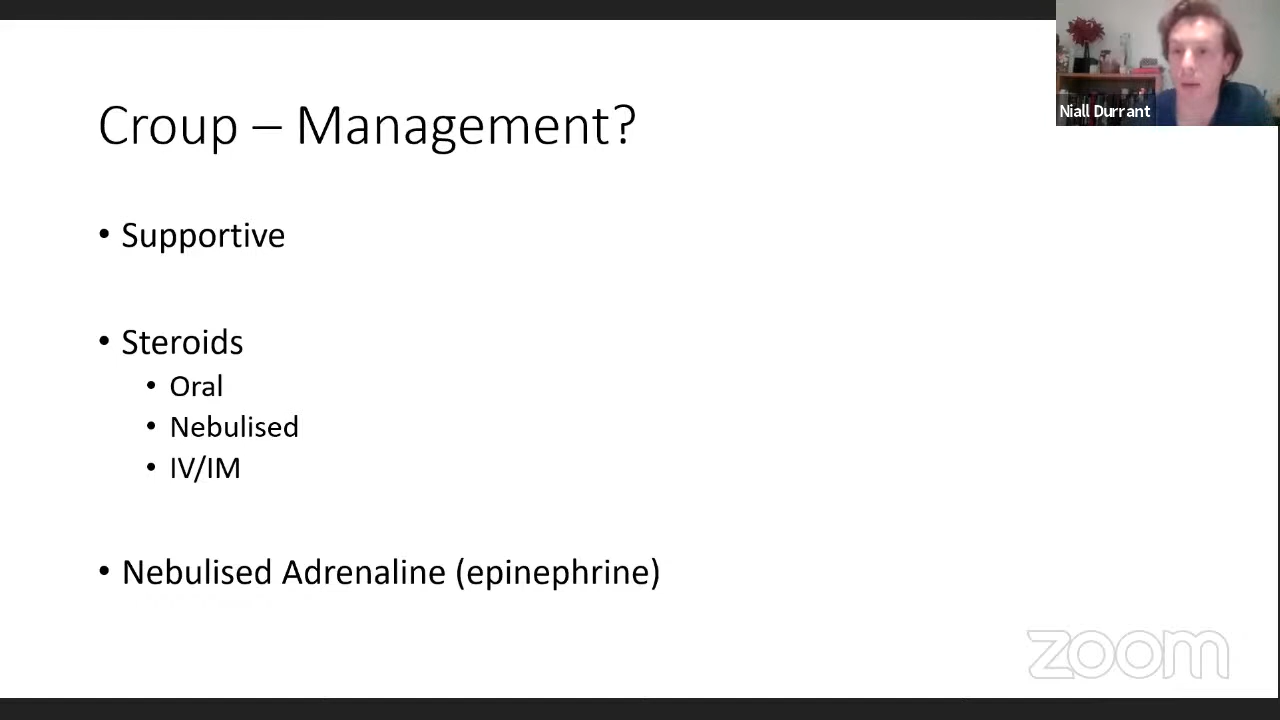 Niall Durrant
Croup – Management?
• Supportive
• Steroids
• Oral
• Nebulised
• IV/IM
• Nebulised Adrenaline (epinephrine)
zoom